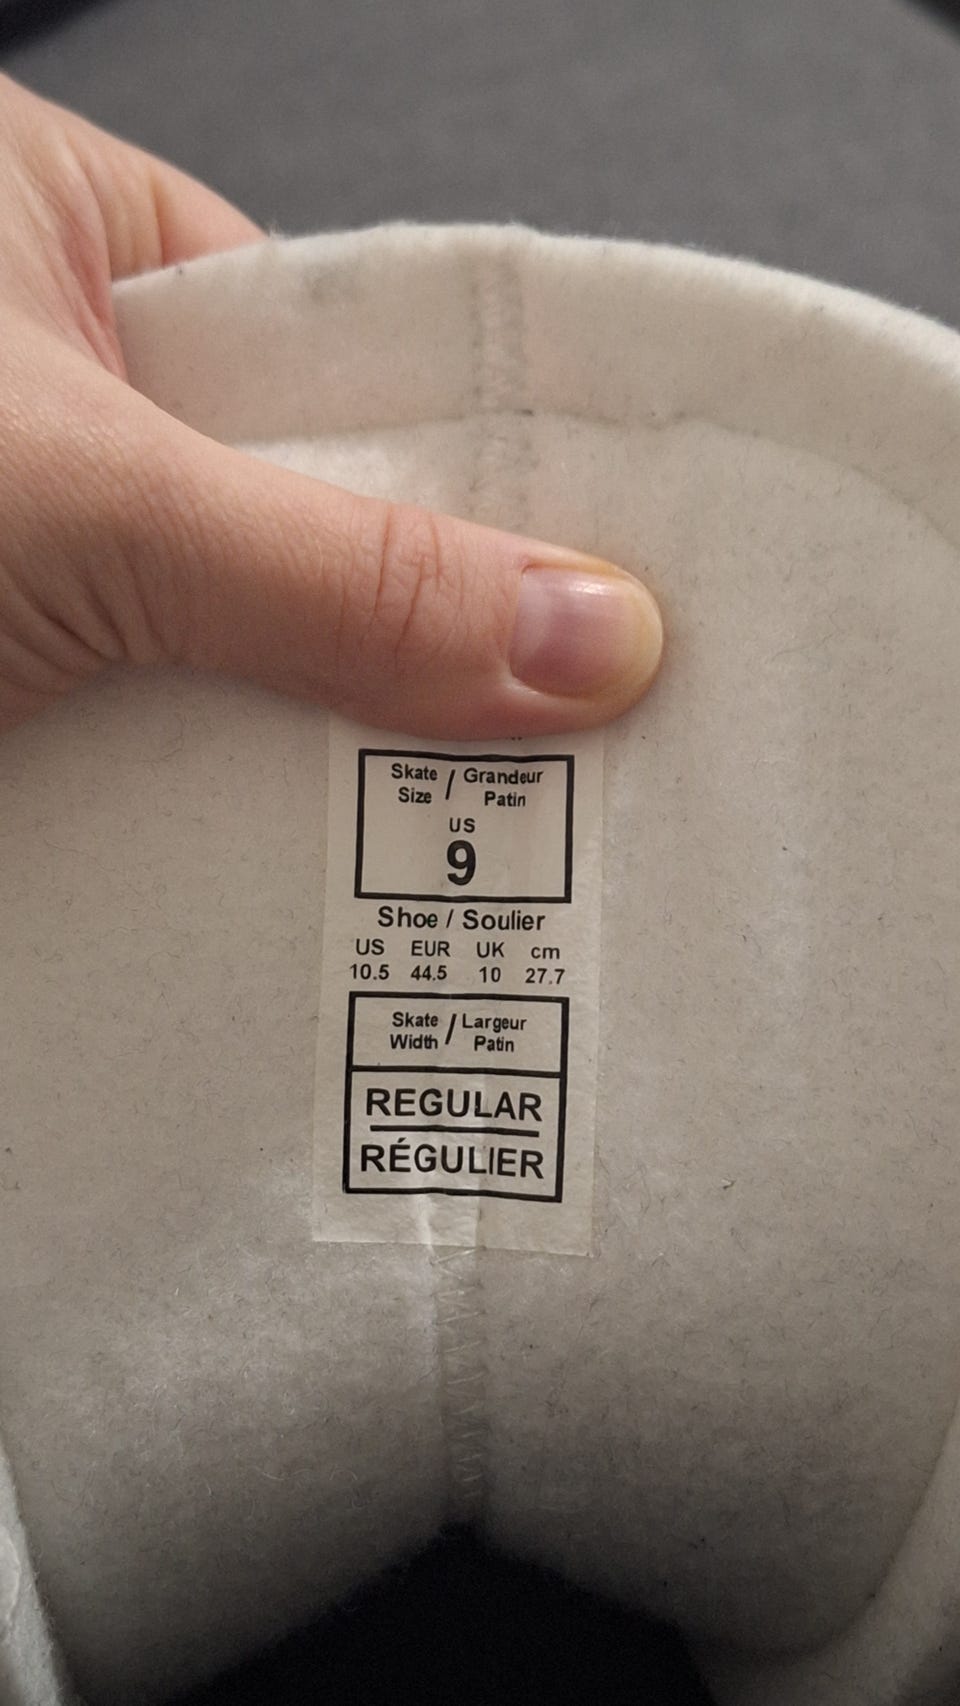 Skate / Grandeur
Size Patin
US
9
Shoe / Soulier
US EUR UK cm
10.5 44.5 10 27.7
Skate / Largeur
Width Patin
REGULAR
RÉGULIER